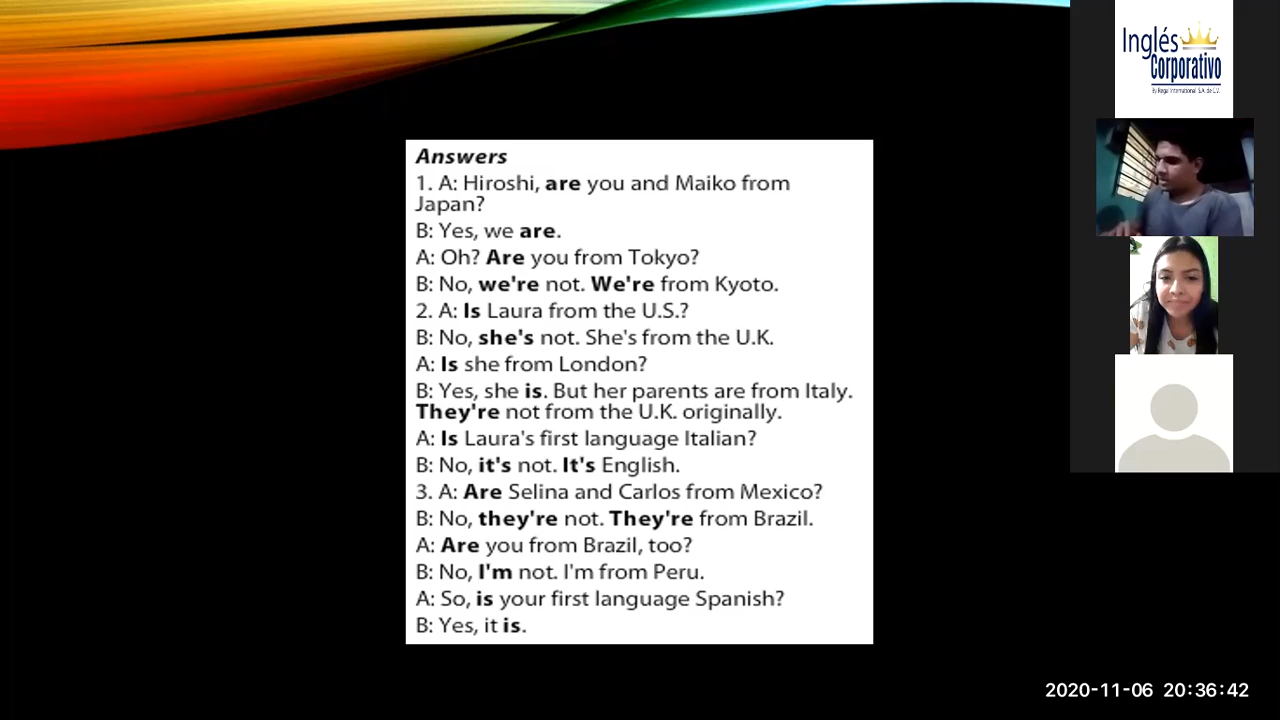 Answers
1. A: Hiroshi, are you and Maiko from
Japan?
B: Yes, we are.
A: Oh? Are you from Tokyo?
B: No, we're not. We're from Kyoto.
2. A: Is Laura from the U.S.?
B: No, she's not. She's from the U.K.
A: Is she from London?
B: Yes, she is. But her parents are from Italy.
They're not from the U.K. originally.
A: Is Laura's first language Italian?
B: No, it's not. It's English.
3. A: Are Selina and Carlos from Mexico?
B: No, they're not. They're from Brazil.
A: Are you from Brazil, too?
B: No, I'm not. I'm from Peru.
A: So, is your first language Spanish?
B: Yes, it is.
Inglés
Corporativo
By Regal International S.A. de C.V.
2020-11-06 20:36:42